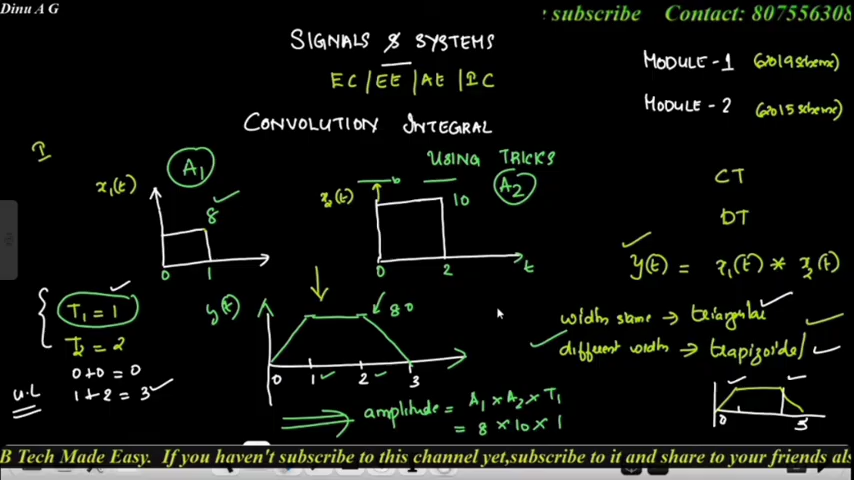 Dinu A G
subscribe Contact: 807556308
SIGNALS & SYSTEMS
MODULE - 1 (2019 scheme)
EC | EE | AE | IC
MODULE - 2 (2015 scheme)
CONVOLUTION INTEGRAL
I
USING TRICKS
x₁(t) A₁ 8
0 1
x₂(t) A₂ 10
0 2 t
CT
DT
y(t) = x₁(t) * x₂(t)
T₁ = 1
T₂ = 2
0+0 = 0
U.L 1+2 = 3
y(t) 80
0 1 2 3
width same → triangular
different width → trapizoidel
0 3
amplitude = A₁ × A₂ × T₁
= 8 × 10 × 1
B Tech Made Easy. If you haven't subscribe to this channel yet,subscribe to it and share to your friends als